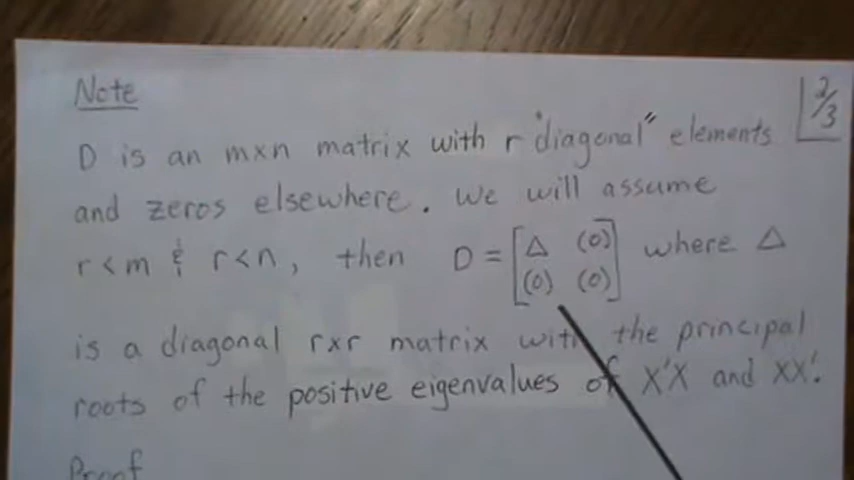 Note
2/3
D is an m×n matrix with r "diagonal" elements
and zeros elsewhere. We will assume
r<m & r<n, then D = [Δ (0) (0) (0)] where Δ
is a diagonal r×r matrix with the principal
roots of the positive eigenvalues of X'X and XX'.
Proof